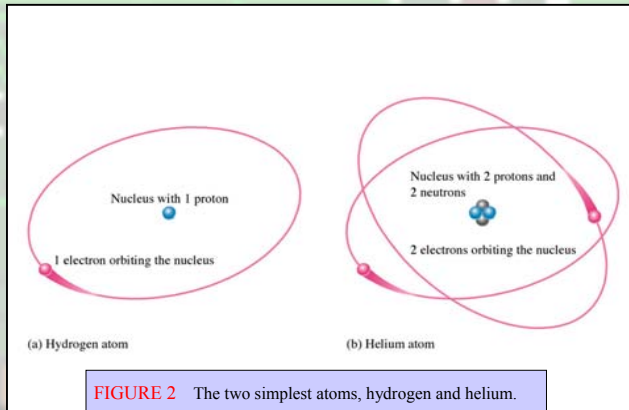 Nucleus with 1 proton
1 electron orbiting the nucleus
(a) Hydrogen atom
Nucleus with 2 protons and
2 neutrons
2 electrons orbiting the nucleus
(b) Helium atom
FIGURE 2 The two simplest atoms, hydrogen and helium.